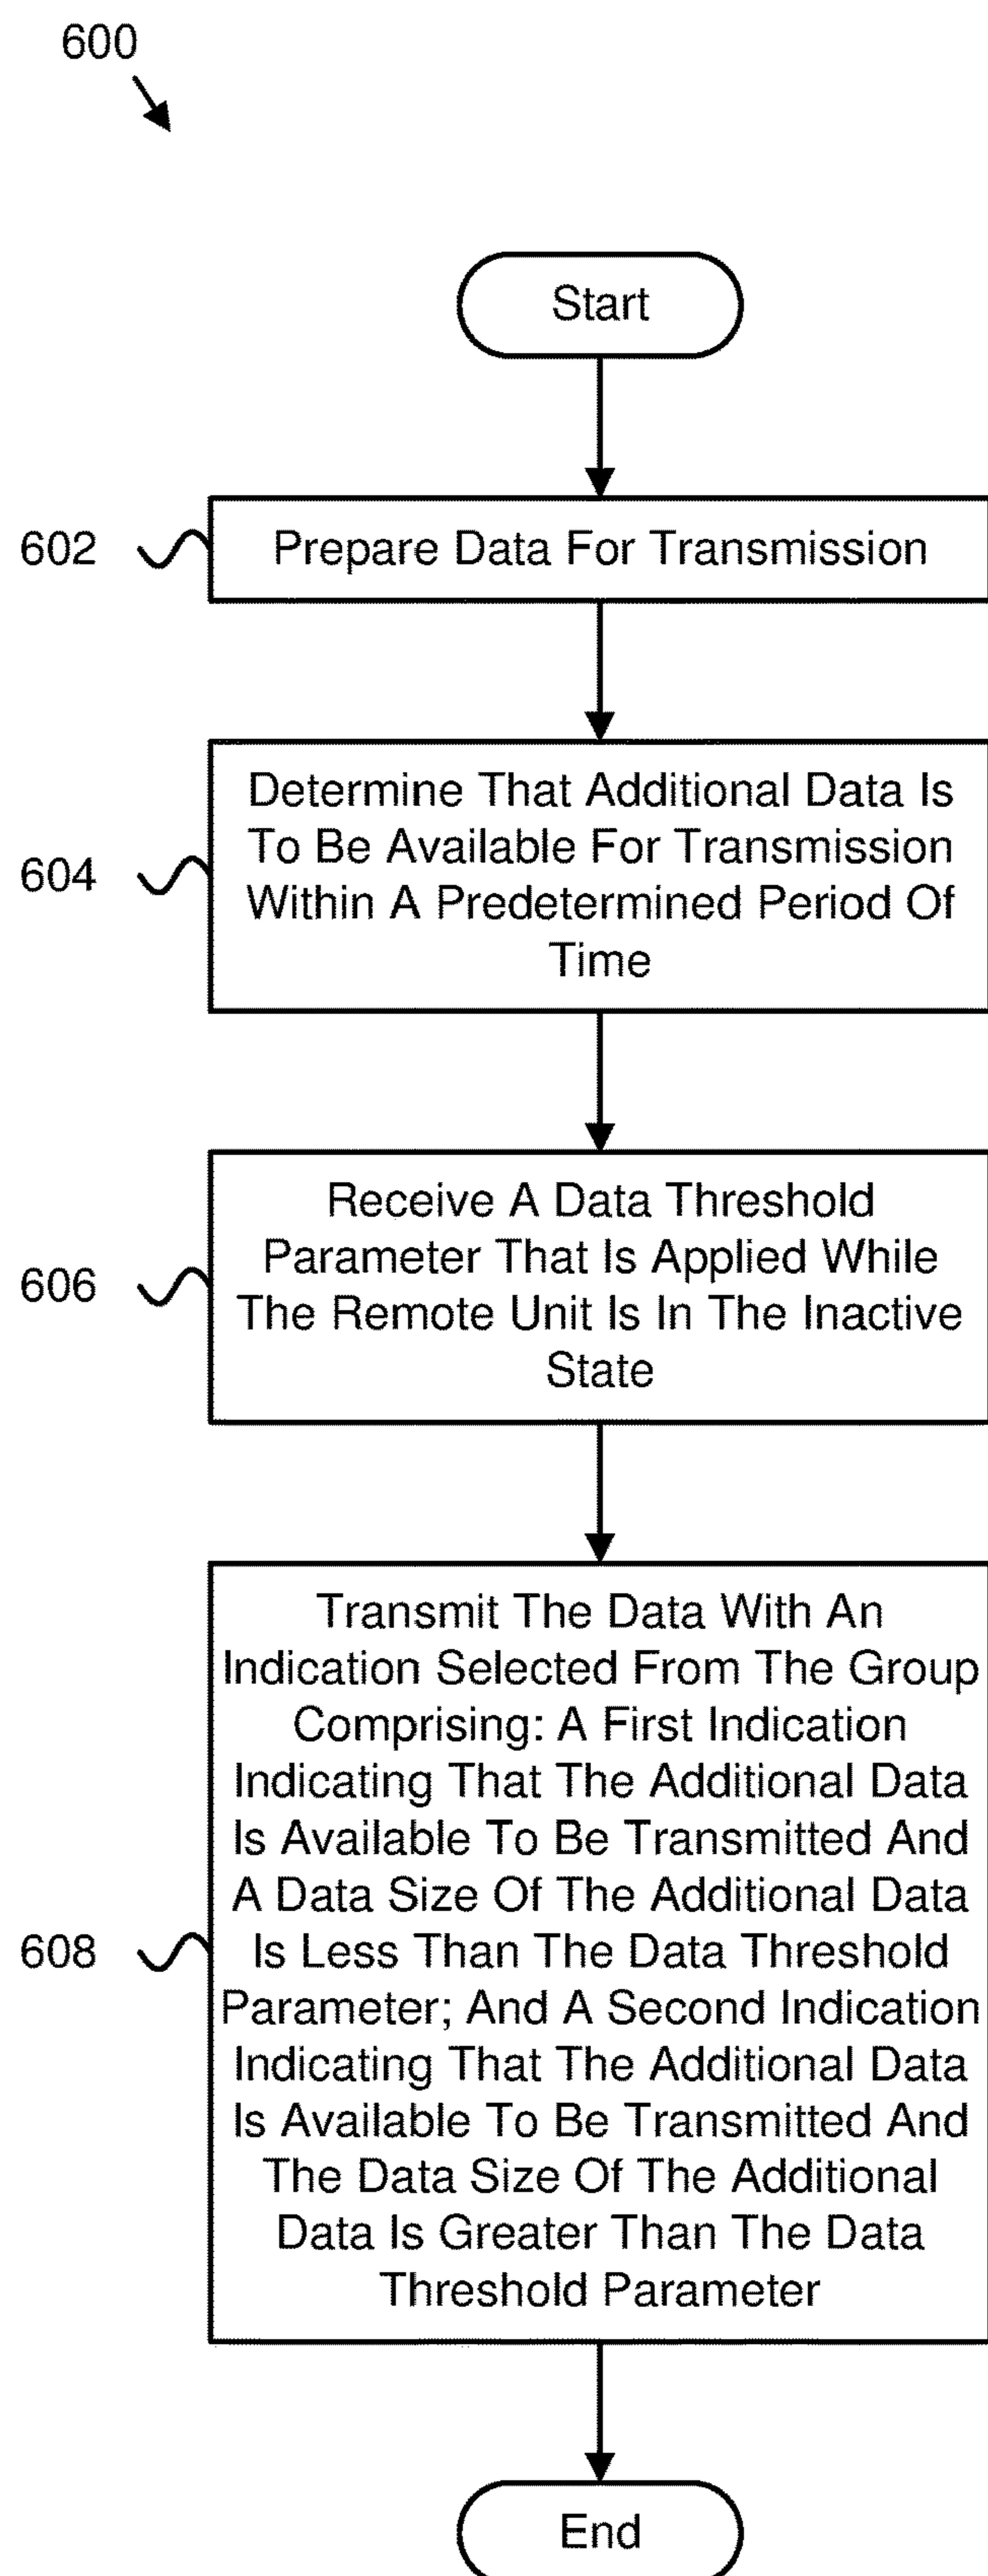 600
Start
602
Prepare Data For Transmission
604
Determine That Additional Data Is
To Be Available For Transmission
Within A Predetermined Period Of
Time
606
Receive A Data Threshold
Parameter That Is Applied While
The Remote Unit Is In The Inactive
State
608
Transmit The Data With An
Indication Selected From The Group
Comprising: A First Indication
Indicating That The Additional Data
Is Available To Be Transmitted And
A Data Size Of The Additional Data
Is Less Than The Data Threshold
Parameter; And A Second Indication
Indicating That The Additional Data
Is Available To Be Transmitted And
The Data Size Of The Additional
Data Is Greater Than The Data
Threshold Parameter
End